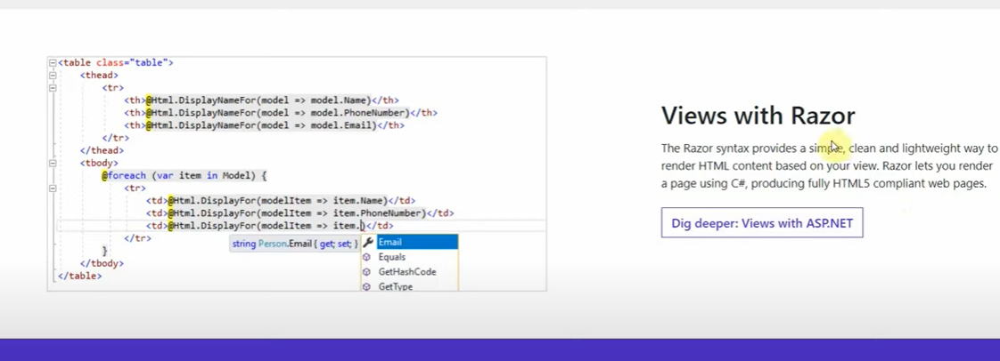 <table class="table">
<thead>
<tr>
<th>@Html.DisplayNameFor(model => model.Name)</th>
<th>@Html.DisplayNameFor(model => model.PhoneNumber)</th>
<th>@Html.DisplayNameFor(model => model.Email)</th>
</tr>
</thead>
<tbody>
@foreach (var item in Model) {
<tr>
<td>@Html.DisplayFor(modelItem => item.Name)</td>
<td>@Html.DisplayFor(modelItem => item.PhoneNumber)</td>
<td>@Html.DisplayFor(modelItem => item.)</td>
</tr>
string Person.Email { get; set; }
Email
Equals
GetHashCode
GetType
}
</tbody>
</table>
Views with Razor
The Razor syntax provides a simple, clean and lightweight way to
render HTML content based on your view. Razor lets you render
a page using C#, producing fully HTML5 compliant web pages.
Dig deeper: Views with ASP.NET